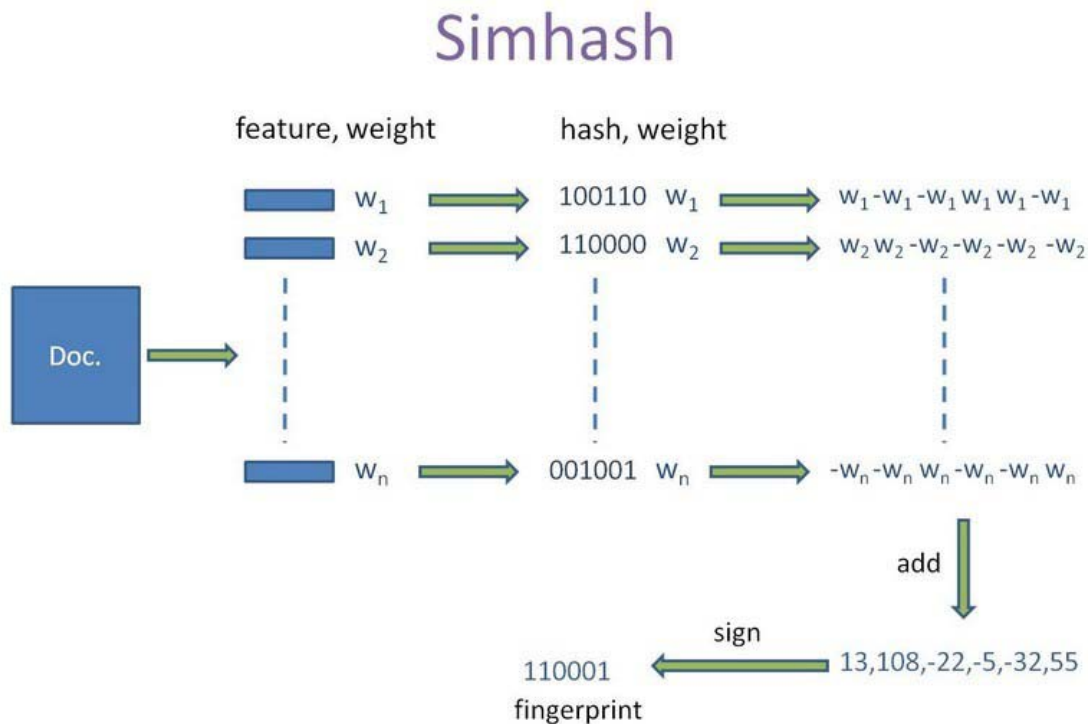 Simhash
feature, weight hash, weight
w₁ 100110 w₁ w₁ -w₁ -w₁ w₁ w₁ -w₁
w₂ 110000 w₂ w₂ w₂ -w₂ -w₂ -w₂ -w₂
Doc.
wₙ 001001 wₙ -wₙ -wₙ wₙ -wₙ -wₙ wₙ
add
sign
110001 13,108,-22,-5,-32,55
fingerprint